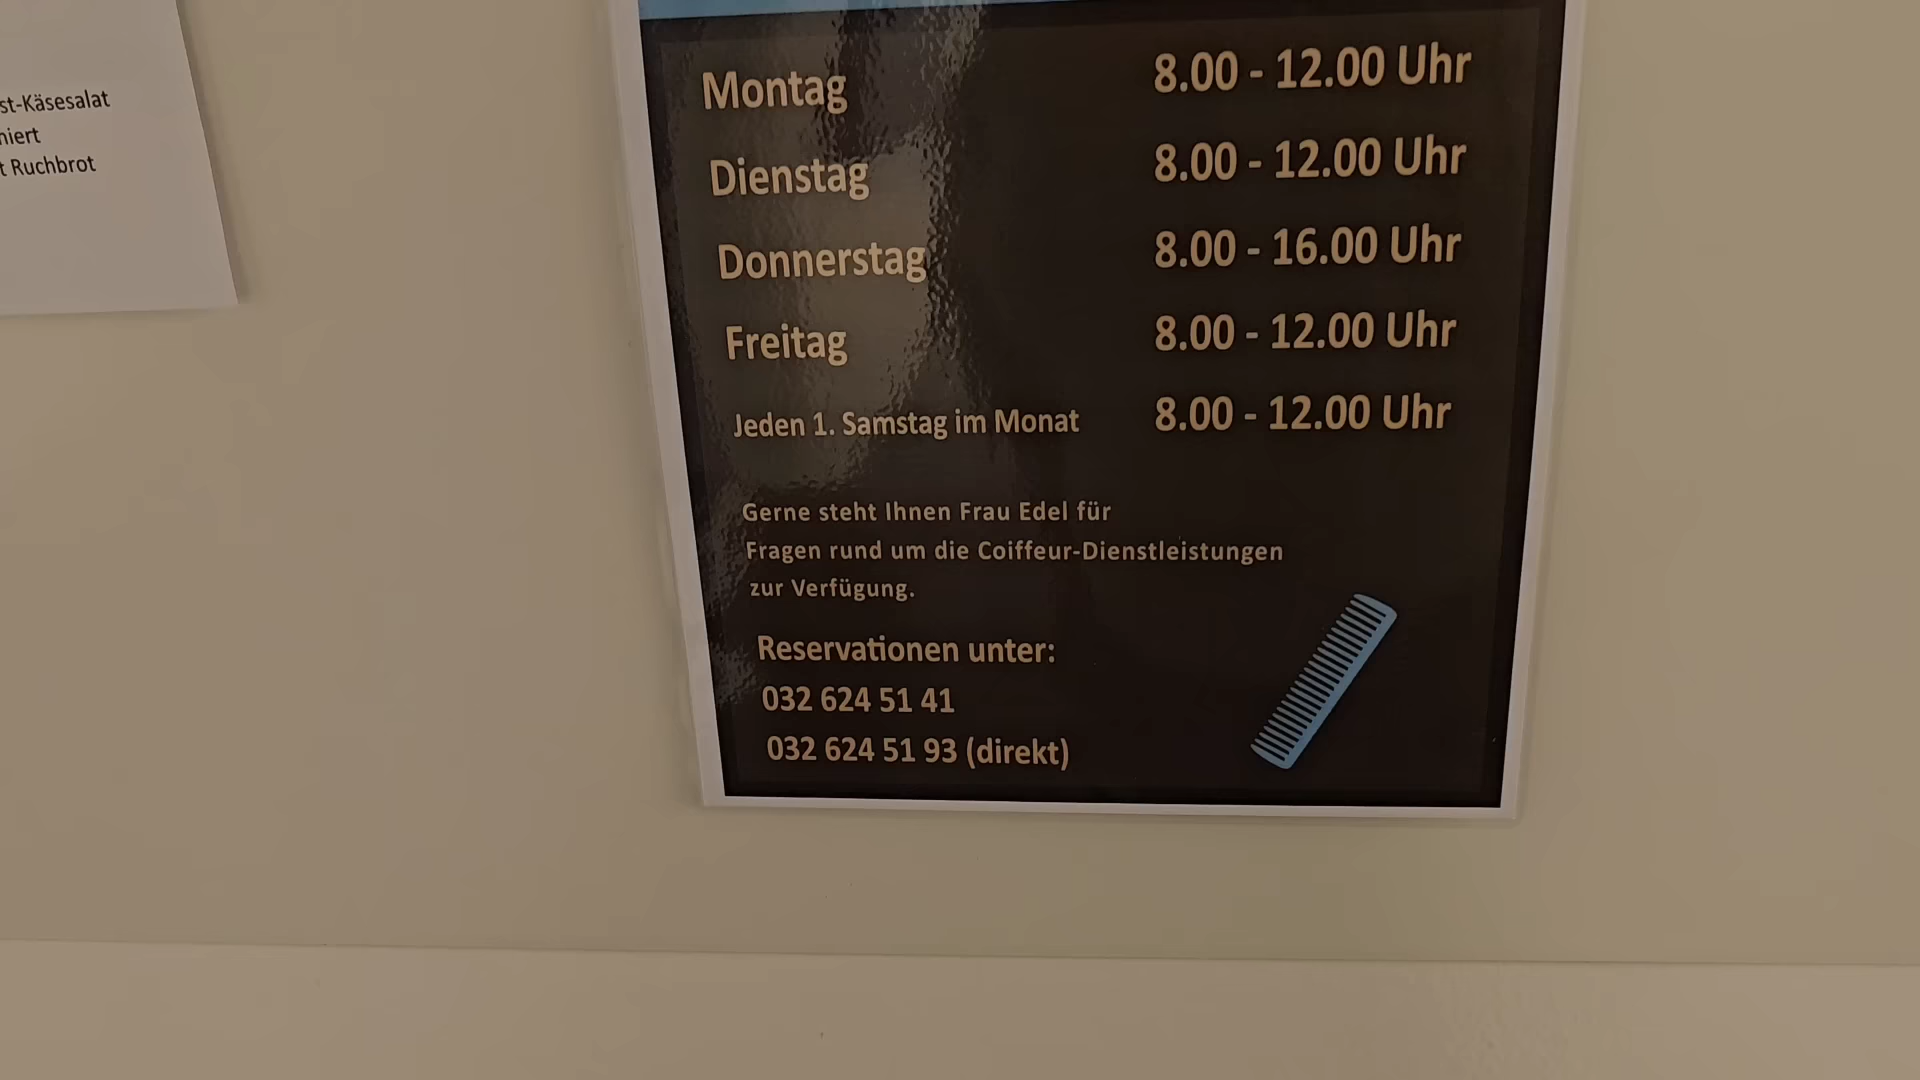 st-Käsesalat
niert
t Ruchbrot
Montag 8.00 - 12.00 Uhr
Dienstag 8.00 - 12.00 Uhr
Donnerstag 8.00 - 16.00 Uhr
Freitag 8.00 - 12.00 Uhr
Jeden 1. Samstag im Monat 8.00 - 12.00 Uhr
Gerne steht Ihnen Frau Edel für
Fragen rund um die Coiffeur-Dienstleistungen
zur Verfügung.
Reservationen unter:
032 624 51 41
032 624 51 93 (direkt)